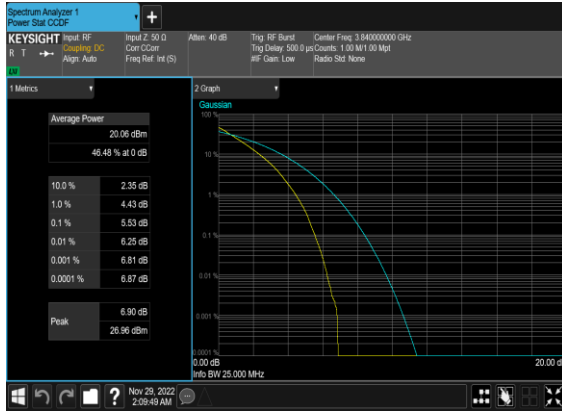 Spectrum Analyzer 1
Power Stat CCDF
+
KEYSIGHT
R T
LU
Input: RF
Coupling: DC
Align: Auto
Input Z: 50 Ω
Corr CCorr
Freq Ref: Int (S)
Atten: 40 dB
Trig: RF Burst
Trig Delay: 500.0 µs
#IF Gain: Low
Center Freq: 3.840000000 GHz
Counts: 1.00 M/1.00 Mpt
Radio Std: None
1 Metrics
Average Power
20.06 dBm
46.48 % at 0 dB
10.0 % 2.35 dB
1.0 % 4.43 dB
0.1 % 5.53 dB
0.01 % 6.25 dB
0.001 % 6.81 dB
0.0001 % 6.87 dB
Peak
6.90 dB
26.96 dBm
2 Graph
Gaussian
100 %
10 %
1 %
0.1 %
0.01 %
0.001 %
0.0001 %
0.00 dB
20.00 d
Info BW 25.000 MHz
?
Nov 29, 2022
2:09:49 AM